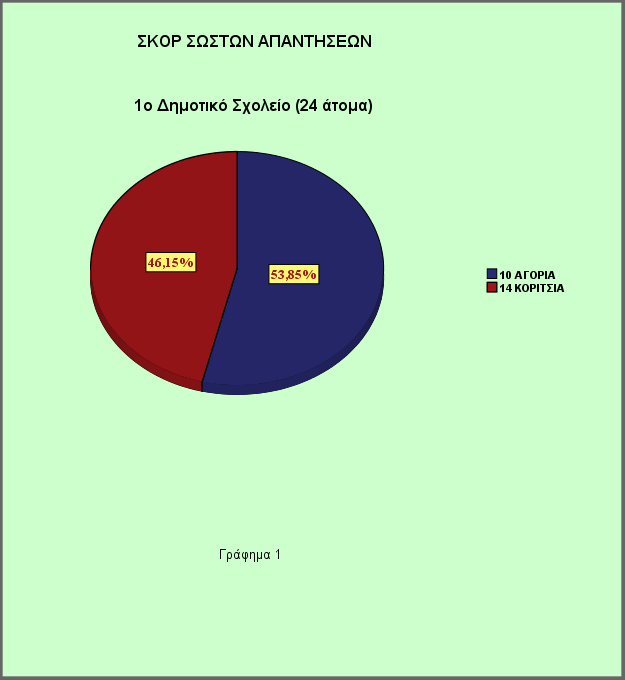 ΣΚΟΡ ΣΩΣΤΩΝ ΑΠΑΝΤΗΣΕΩΝ
1ο Δημοτικό Σχολείο (24 άτομα)
46,15%
53,85%
10 ΑΓΟΡΙΑ
14 ΚΟΡΙΤΣΙΑ
Γράφημα 1